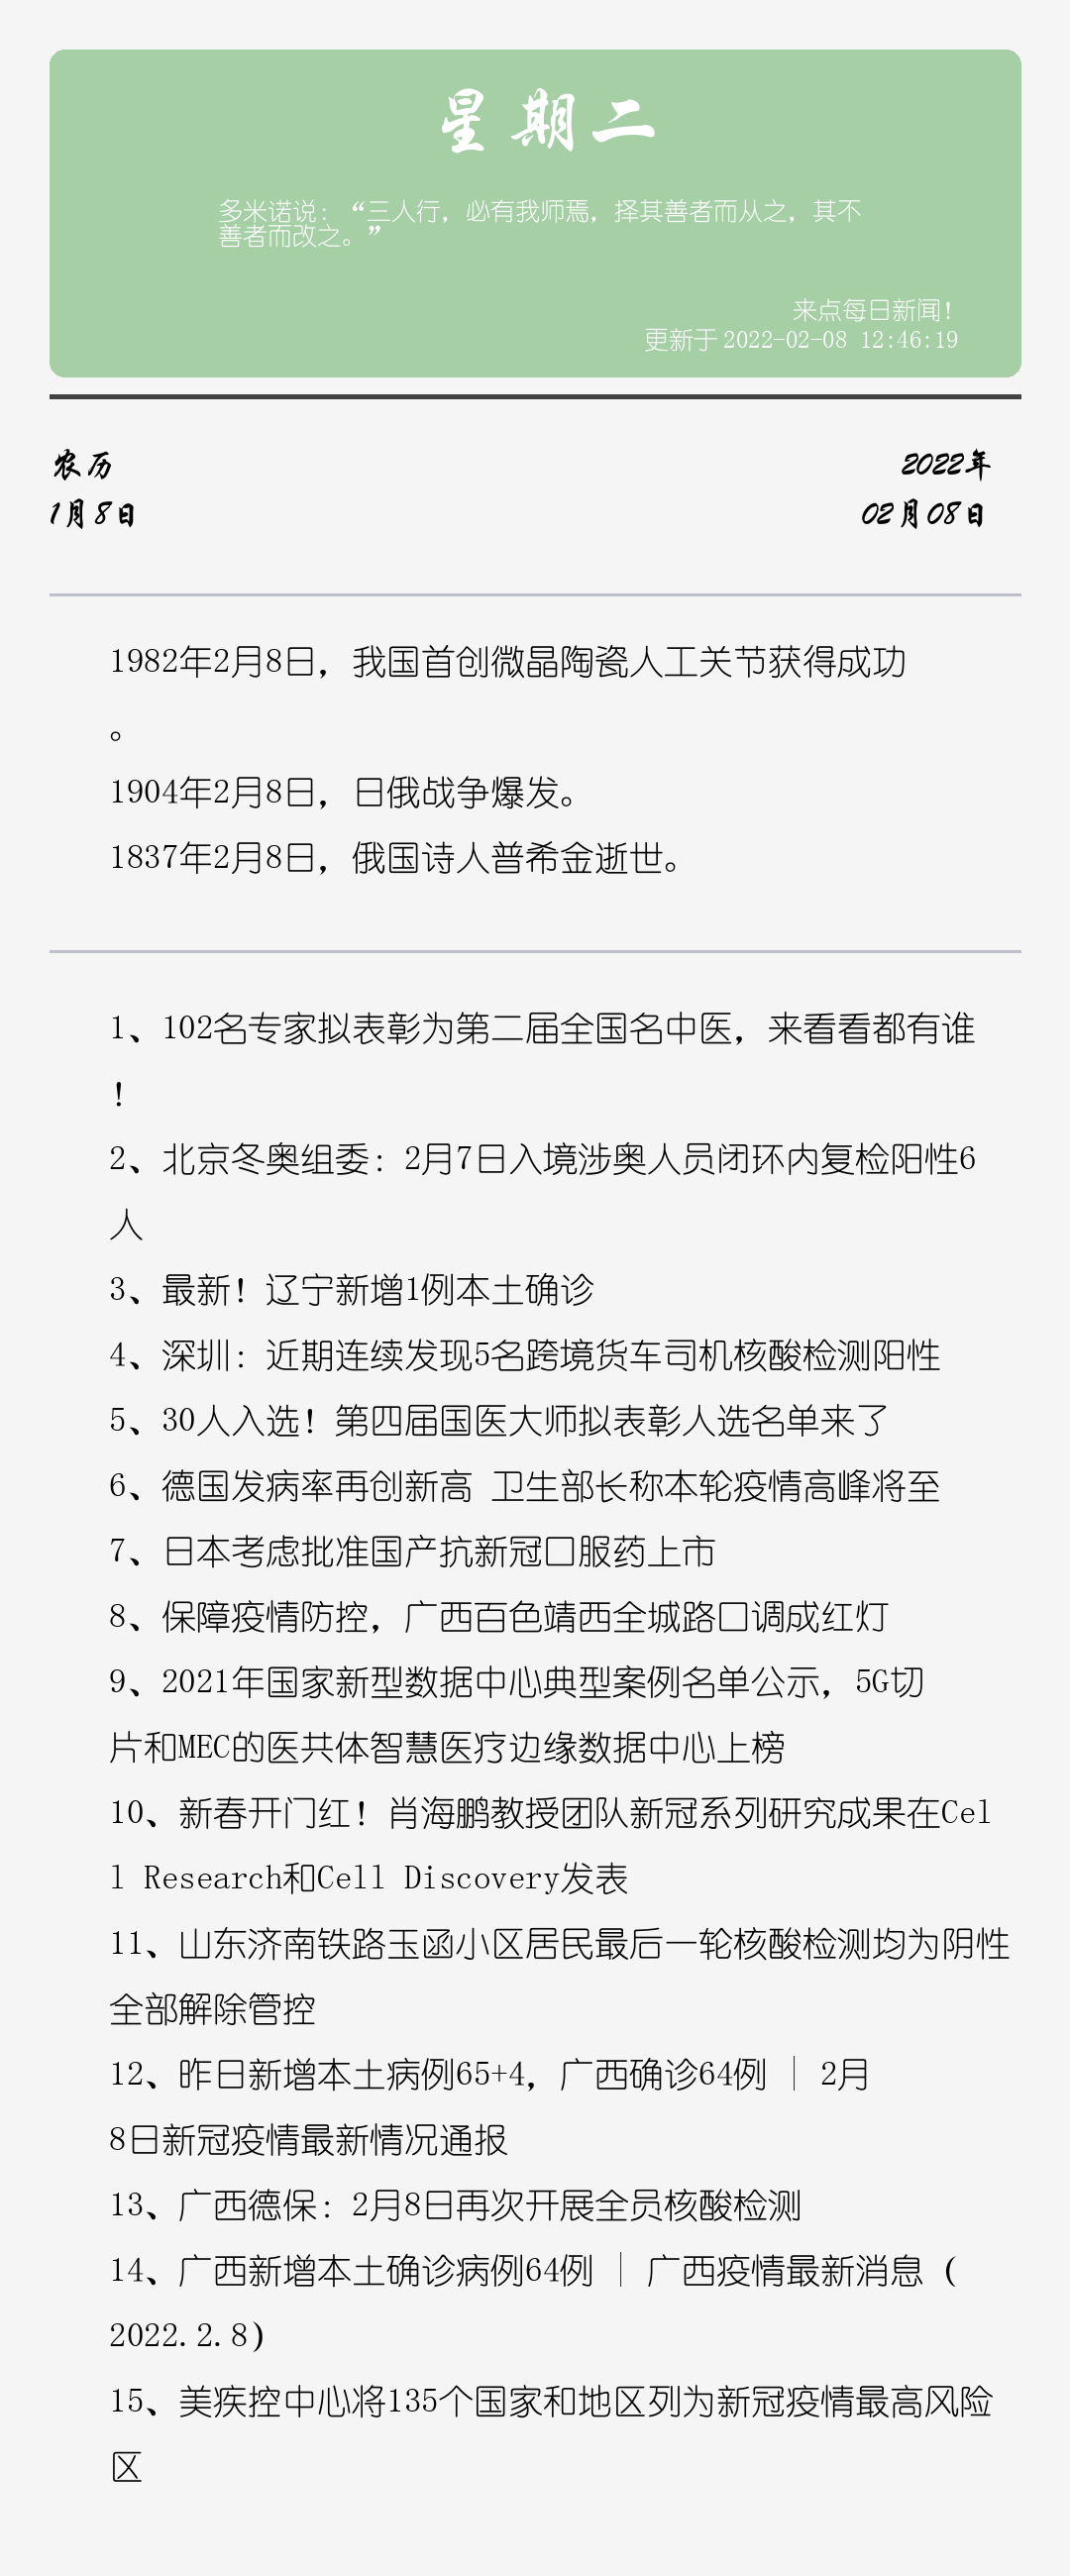 星期二
多米诺说：“三人行，必有我师焉，择其善者而从之，其不
善者而改之。”
来点每日新闻！
更新于2022-02-08 12:46:19
农历
2022年
1月8日
02月08日
1982年2月8日，我国首创微晶陶瓷人工关节获得成功
。
1904年2月8日，日俄战争爆发。
1837年2月8日，俄国诗人普希金逝世。
1、102名专家拟表彰为第二届全国名中医，来看看都有谁
！
2、北京冬奥组委：2月7日入境涉奥人员闭环内复检阳性6
人
3、最新！辽宁新增1例本土确诊
4、深圳：近期连续发现5名跨境货车司机核酸检测阳性
5、30人入选！第四届国医大师拟表彰人选名单来了
6、德国发病率再创新高 卫生部长称本轮疫情高峰将至
7、日本考虑批准国产抗新冠口服药上市
8、保障疫情防控，广西百色靖西全城路口调成红灯
9、2021年国家新型数据中心典型案例名单公示，5G切
片和MEC的医共体智慧医疗边缘数据中心上榜
10、新春开门红！肖海鹏教授团队新冠系列研究成果在Cel
l Research和Cell Discovery发表
11、山东济南铁路玉函小区居民最后一轮核酸检测均为阴性
全部解除管控
12、昨日新增本土病例65+4，广西确诊64例 | 2月
8日新冠疫情最新情况通报
13、广西德保：2月8日再次开展全员核酸检测
14、广西新增本土确诊病例64例 | 广西疫情最新消息（
2022.2.8）
15、美疾控中心将135个国家和地区列为新冠疫情最高风险
区